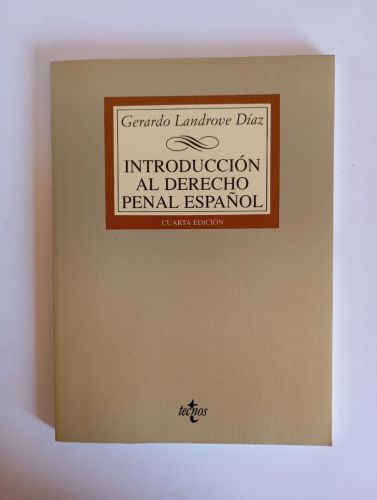 Gerardo Landrove Díaz
INTRODUCCIÓN
AL DERECHO
PENAL ESPAÑOL
CUARTA EDICIÓN
tecnos